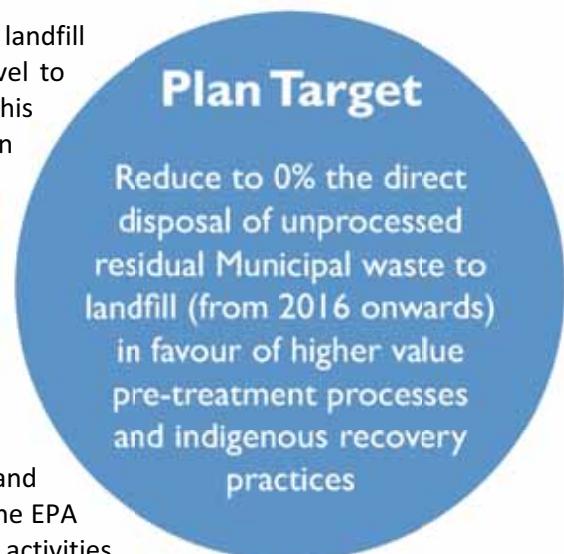 landfill
vel to
his
n
Plan Target
Reduce to 0% the direct
disposal of unprocessed
residual Municipal waste to
landfill (from 2016 onwards)
in favour of higher value
pre-treatment processes
and indigenous recovery
practices
and
he EPA
activities